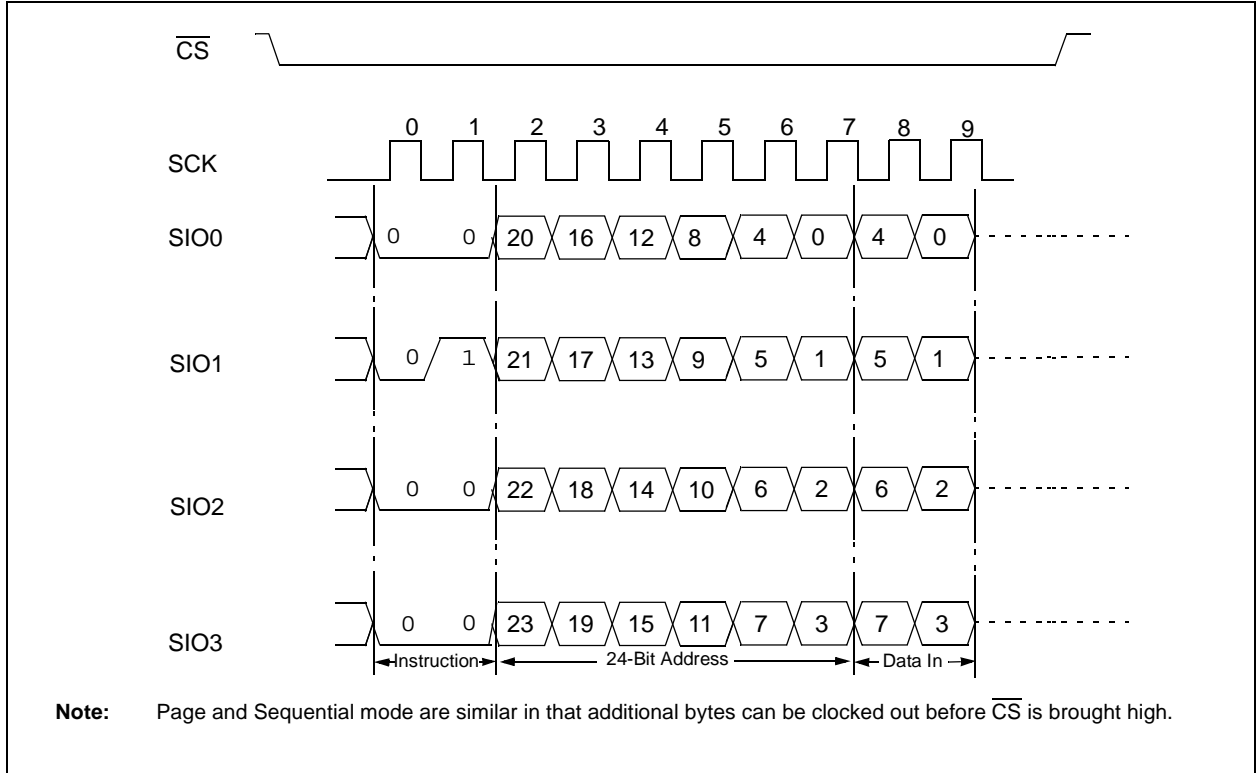 CS
0 1 2 3 4 5 6 7 8 9
SCK
SIO0 0 0 20 16 12 8 4 0 4 0
SIO1 0 1 21 17 13 9 5 1 5 1
SIO2 0 0 22 18 14 10 6 2 6 2
SIO3 0 0 23 19 15 11 7 3 7 3
Instruction 24-Bit Address Data In
Note: Page and Sequential mode are similar in that additional bytes can be clocked out before CS is brought high.